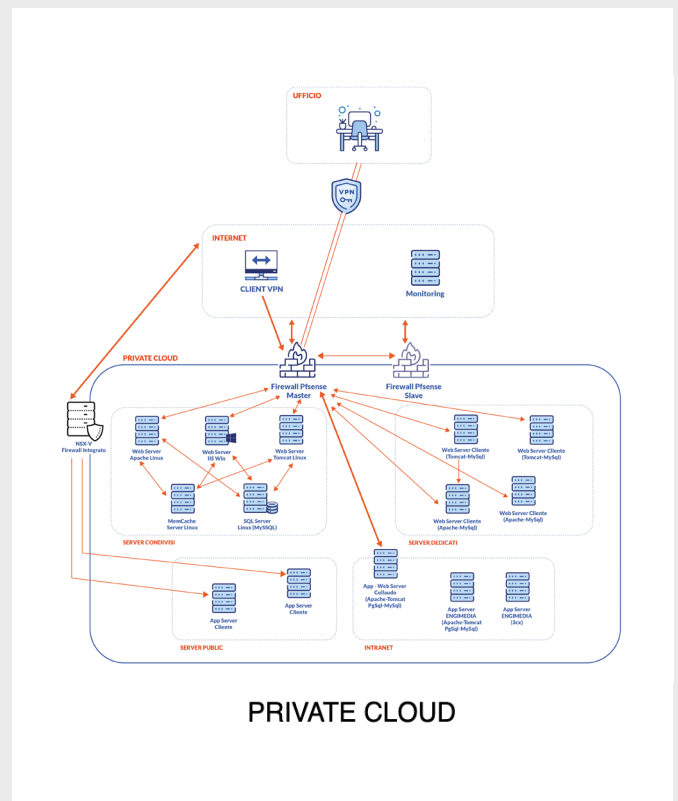 UFFICIO
VPN
INTERNET
CLIENT VPN
Monitoring
PRIVATE CLOUD
Firewall Pfsense
Master
Firewall Pfsense
Slave
NSX-V
Firewall Integrato
Web Server
Apache Linux
Web Server
IIS Win
Web Server
Tomcat Linux
Web Server Cliente
(Tomcat-MySql)
Web Server Cliente
(Tomcat-MySql)
MemCache
Server Linux
SQL Server
Linux (MySSQL)
Web Server Cliente
(Apache-MySql)
Web Server Cliente
(Apache-MySql)
SERVER CONDIVISI
SERVER DEDICATI
App Server
Cliente
App Server
Cliente
App - Web Server
Collaudo
(Apache-Tomcat
PgSql-MySql)
App Server
ENGIMEDIA
(Apache-Tomcat
PgSql-MySql)
App Server
ENGIMEDIA
(3cx)
SERVER PUBLIC
INTRANET
PRIVATE CLOUD